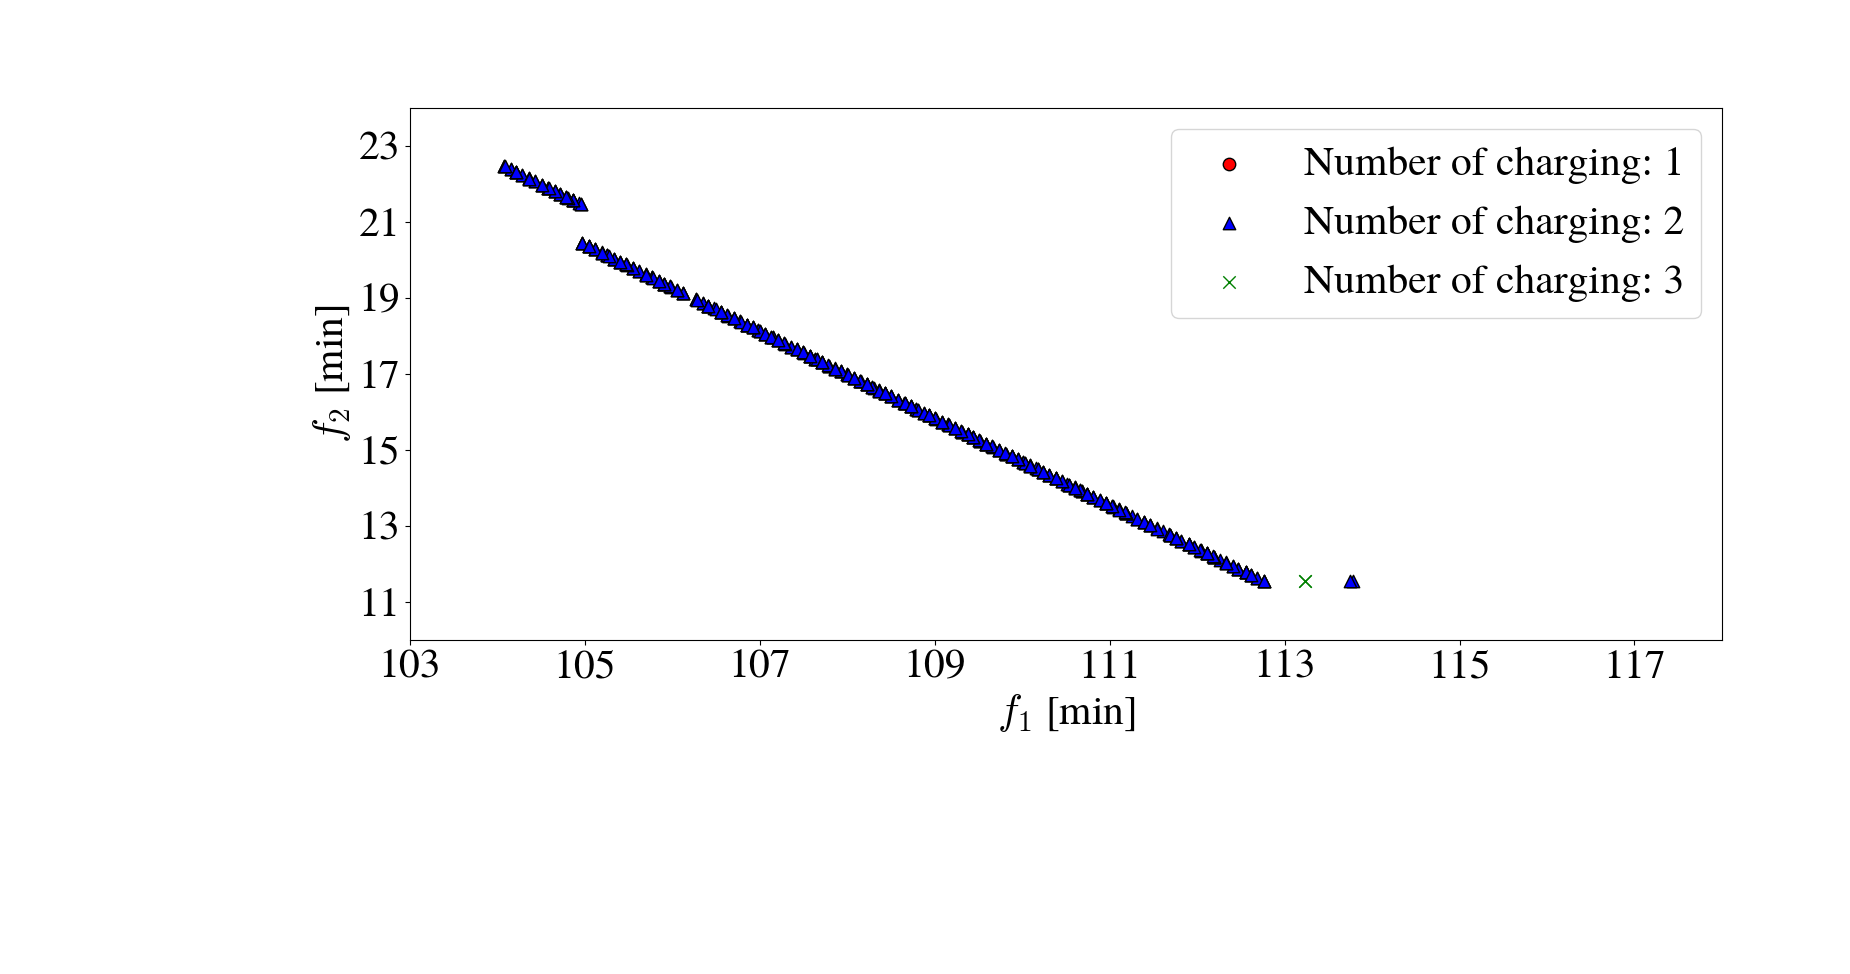 23
21
19
17
15
13
11
f₂ [min]
103 105 107 109 111 113 115 117
f₁ [min]
Number of charging: 1
Number of charging: 2
Number of charging: 3